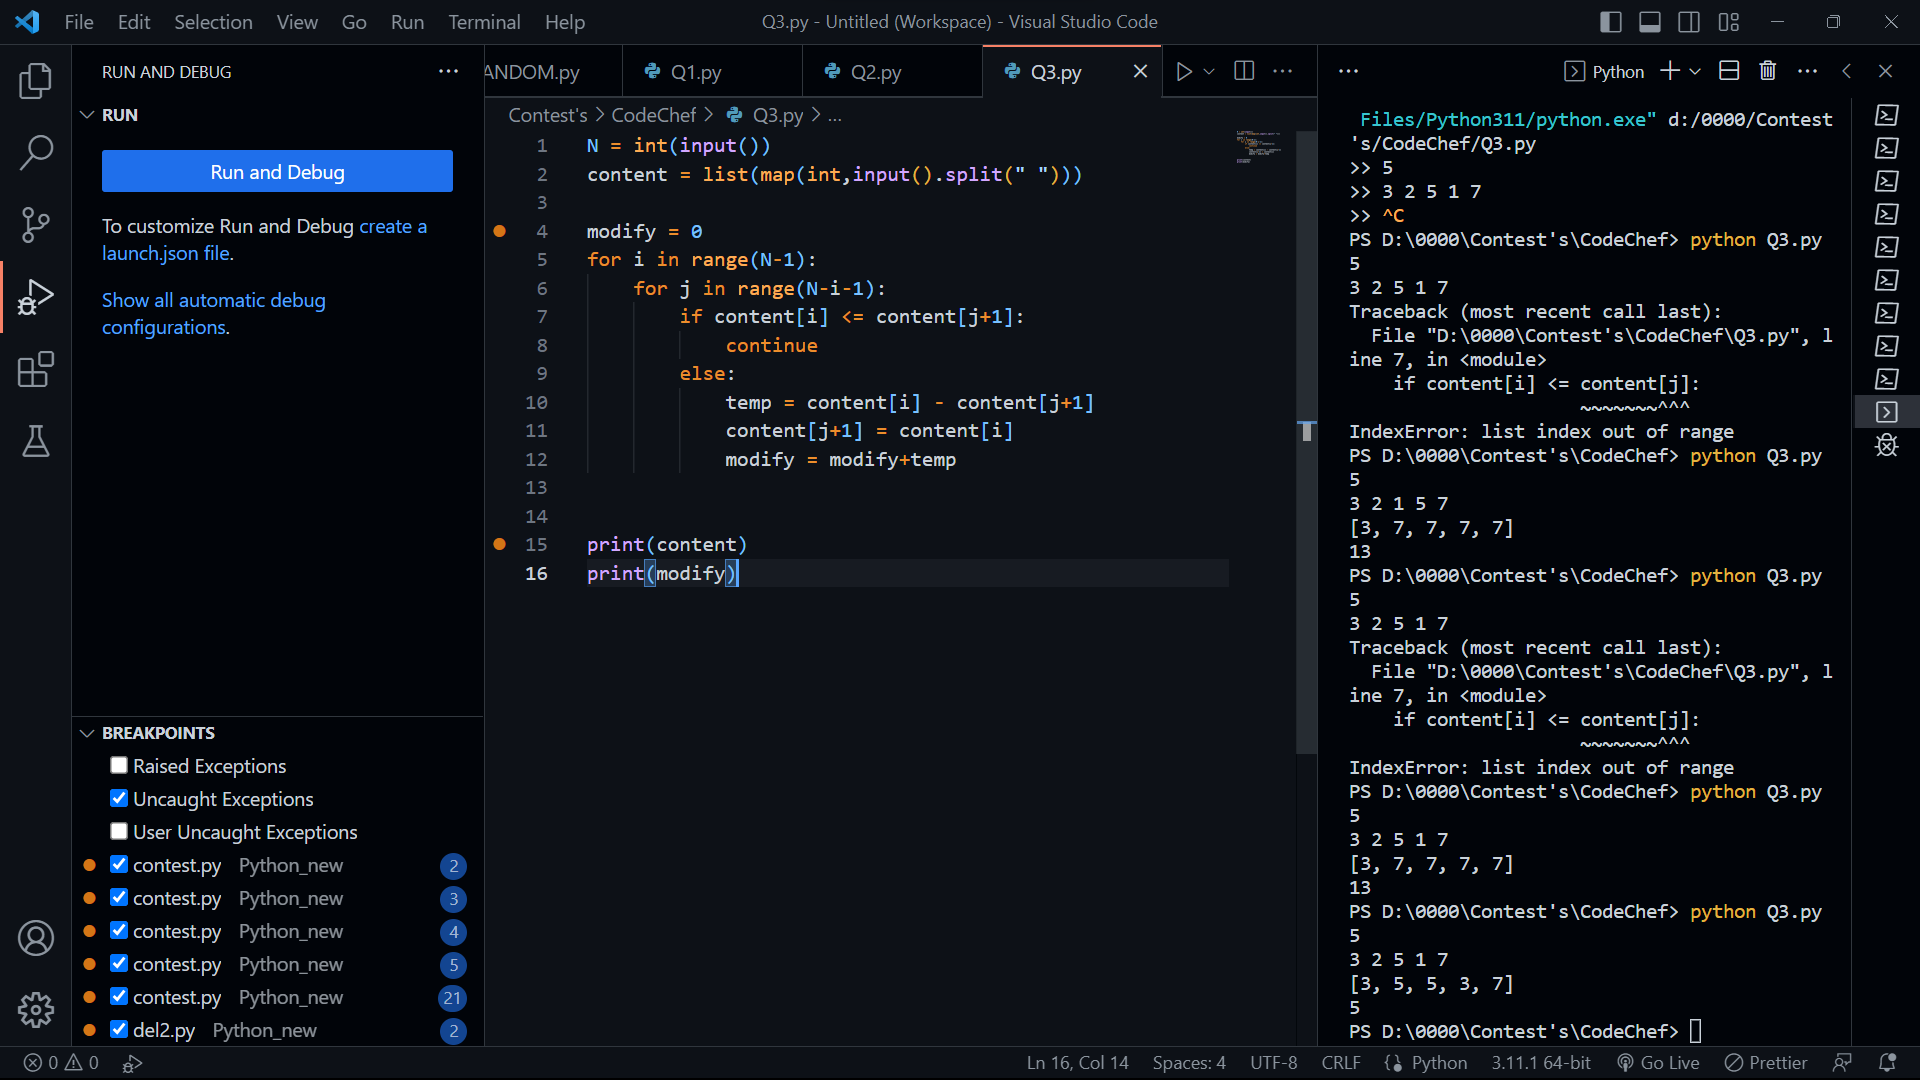 File Edit Selection View Go Run Terminal Help
Q3.py - Untitled (Workspace) - Visual Studio Code
RUN AND DEBUG
RUN
Run and Debug
To customize Run and Debug create a
launch.json file.
Show all automatic debug
configurations.
BREAKPOINTS
Raised Exceptions
Uncaught Exceptions
User Uncaught Exceptions
contest.py Python_new 2
contest.py Python_new 3
contest.py Python_new 4
contest.py Python_new 5
contest.py Python_new 21
del2.py Python_new 2
ANDOM.py Q1.py Q2.py Q3.py
Contest's > CodeChef > Q3.py > ...
1 N = int(input())
2 content = list(map(int,input().split(" ")))
3
4 modify = 0
5 for i in range(N-1):
6     for j in range(N-i-1):
7         if content[i] <= content[j+1]:
8             continue
9         else:
10             temp = content[i] - content[j+1]
11             content[j+1] = content[i]
12             modify = modify+temp
13
14
15 print(content)
16 print(modify)
Python
Files/Python311/python.exe" d:/0000/Contest
's/CodeChef/Q3.py
>> 5
>> 3 2 5 1 7
>> ^C
PS D:\0000\Contest's\CodeChef> python Q3.py
5
3 2 5 1 7
Traceback (most recent call last):
  File "D:\0000\Contest's\CodeChef\Q3.py", l
ine 7, in <module>
    if content[i] <= content[j]:
                     ~~~~~~~^^^
IndexError: list index out of range
PS D:\0000\Contest's\CodeChef> python Q3.py
5
3 2 1 5 7
[3, 7, 7, 7, 7]
13
PS D:\0000\Contest's\CodeChef> python Q3.py
5
3 2 5 1 7
Traceback (most recent call last):
  File "D:\0000\Contest's\CodeChef\Q3.py", l
ine 7, in <module>
    if content[i] <= content[j]:
                     ~~~~~~~^^^
IndexError: list index out of range
PS D:\0000\Contest's\CodeChef> python Q3.py
5
3 2 5 1 7
[3, 7, 7, 7, 7]
13
PS D:\0000\Contest's\CodeChef> python Q3.py
5
3 2 5 1 7
[3, 5, 5, 3, 7]
5
PS D:\0000\Contest's\CodeChef>
0 0
Ln 16, Col 14 Spaces: 4 UTF-8 CRLF Python 3.11.1 64-bit Go Live Prettier